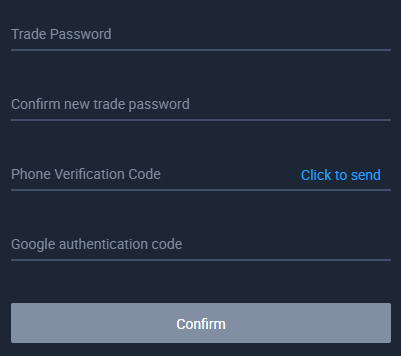 Trade Password
Confirm new trade password
Phone Verification Code Click to send
Google authentication code
Confirm